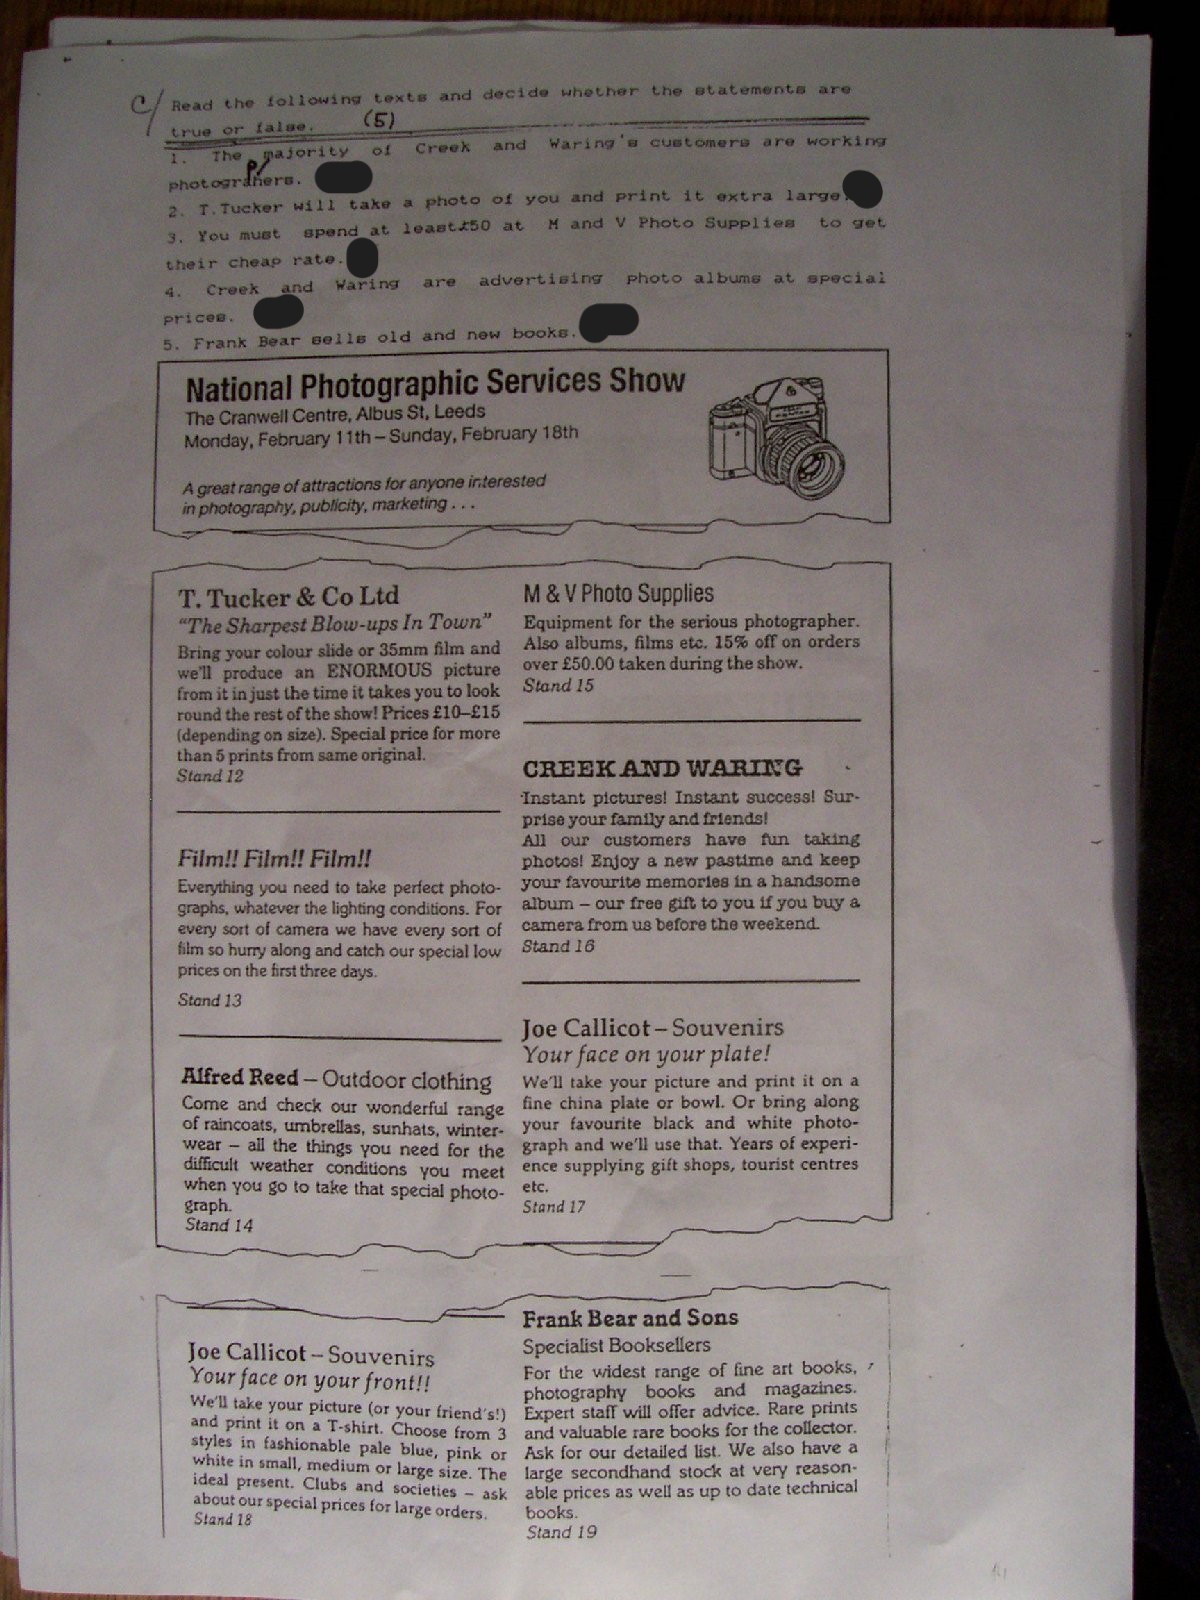 C/ Read the following texts and decide whether the statements are
true or false. (5)
1. The majority of Creek and Waring's customers are working
photograhers. p/
2. T.Tucker will take a photo of you and print it extra large.
3. You must spend at least£50 at M and V Photo Supplies to get
their cheap rate.
4. Creek and Waring are advertising photo albums at special
prices.
5. Frank Bear sells old and new books.
National Photographic Services Show
The Cranwell Centre, Albus St, Leeds
Monday, February 11th – Sunday, February 18th
A great range of attractions for anyone interested
in photography, publicity, marketing . . .
T. Tucker & Co Ltd
"The Sharpest Blow-ups In Town"
Bring your colour slide or 35mm film and
we'll produce an ENORMOUS picture
from it in just the time it takes you to look
round the rest of the show! Prices £10–£15
(depending on size). Special price for more
than 5 prints from same original.
Stand 12
Film!! Film!! Film!!
Everything you need to take perfect photo-
graphs, whatever the lighting conditions. For
every sort of camera we have every sort of
film so hurry along and catch our special low
prices on the first three days.
Stand 13
Alfred Reed – Outdoor clothing
Come and check our wonderful range
of raincoats, umbrellas, sunhats, winter-
wear – all the things you need for the
difficult weather conditions you meet
when you go to take that special photo-
graph.
Stand 14
M & V Photo Supplies
Equipment for the serious photographer.
Also albums, films etc. 15% off on orders
over £50.00 taken during the show.
Stand 15
CREEK AND WARING
Instant pictures! Instant success! Sur-
prise your family and friends!
All our customers have fun taking
photos! Enjoy a new pastime and keep
your favourite memories in a handsome
album – our free gift to you if you buy a
camera from us before the weekend.
Stand 16
Joe Callicot – Souvenirs
Your face on your plate!
We'll take your picture and print it on a
fine china plate or bowl. Or bring along
your favourite black and white photo-
graph and we'll use that. Years of experi-
ence supplying gift shops, tourist centres
etc.
Stand 17
Joe Callicot – Souvenirs
Your face on your front!!
We'll take your picture (or your friend's!)
and print it on a T-shirt. Choose from 3
styles in fashionable pale blue, pink or
white in small, medium or large size. The
ideal present. Clubs and societies – ask
about our special prices for large orders.
Stand 18
Frank Bear and Sons
Specialist Booksellers
For the widest range of fine art books,
photography books and magazines.
Expert staff will offer advice. Rare prints
and valuable rare books for the collector.
Ask for our detailed list. We also have a
large secondhand stock at very reason-
able prices as well as up to date technical
books.
Stand 19